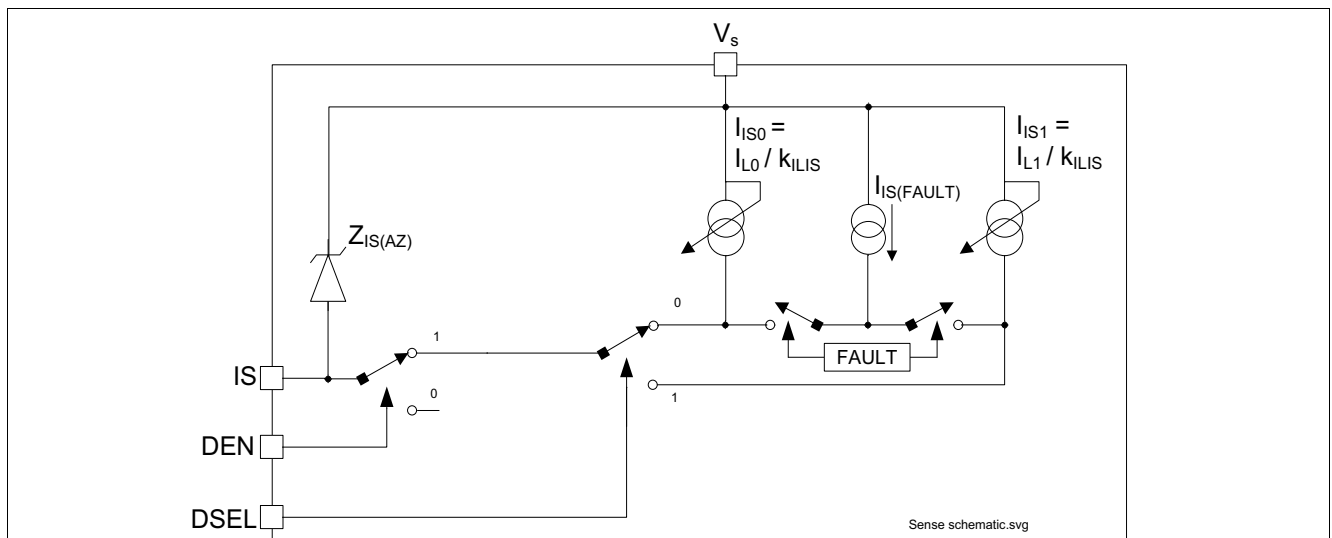 Vs
IIS0 =
IL0 / kILIS
IIS(FAULT)
IIS1 =
IL1 / kILIS
ZIS(AZ)
0
1
FAULT
IS
0
1
DEN
DSEL
Sense schematic.svg